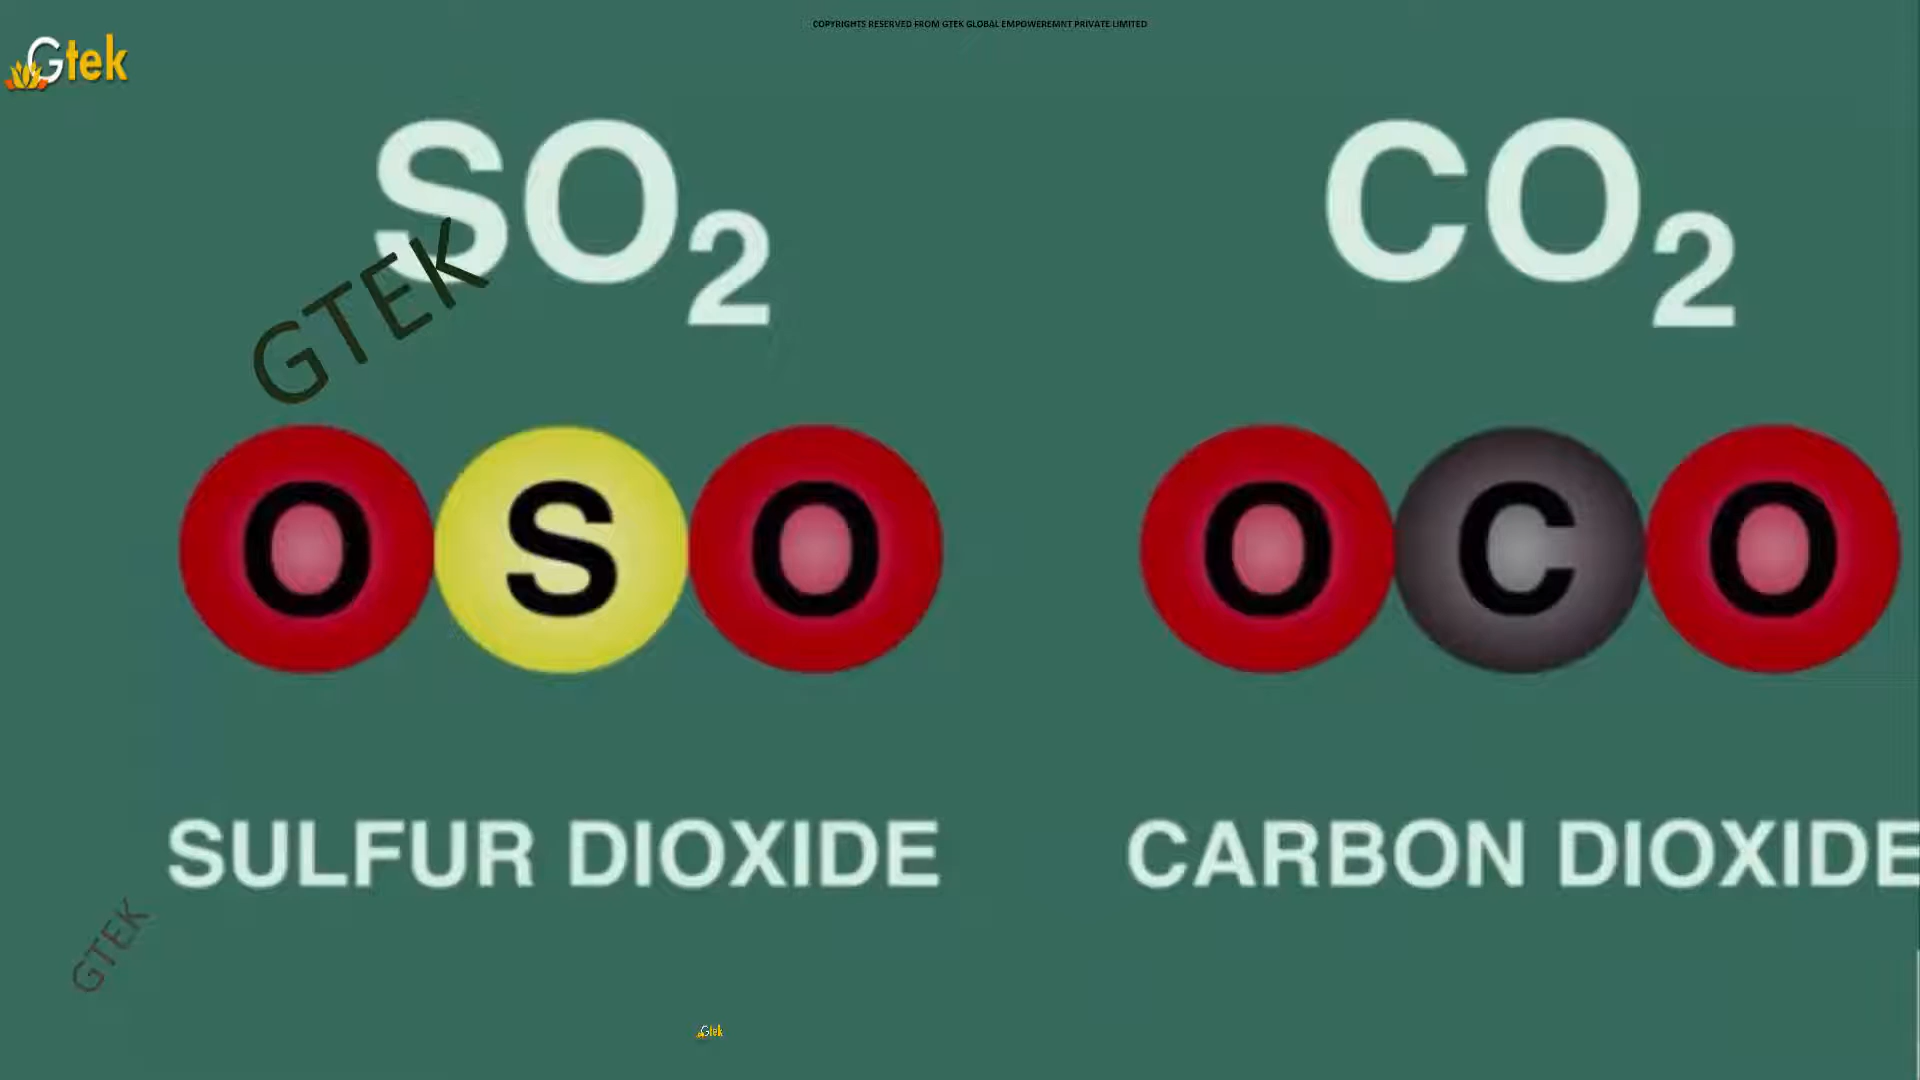 COPYRIGHTS RESERVED FROM GTEK GLOBAL EMPOWEREMNT PRIVATE LIMITED
Gtek
SO₂
CO₂
GTEK
O S O
O C O
SULFUR DIOXIDE
CARBON DIOXIDE
GTEK
Gtek